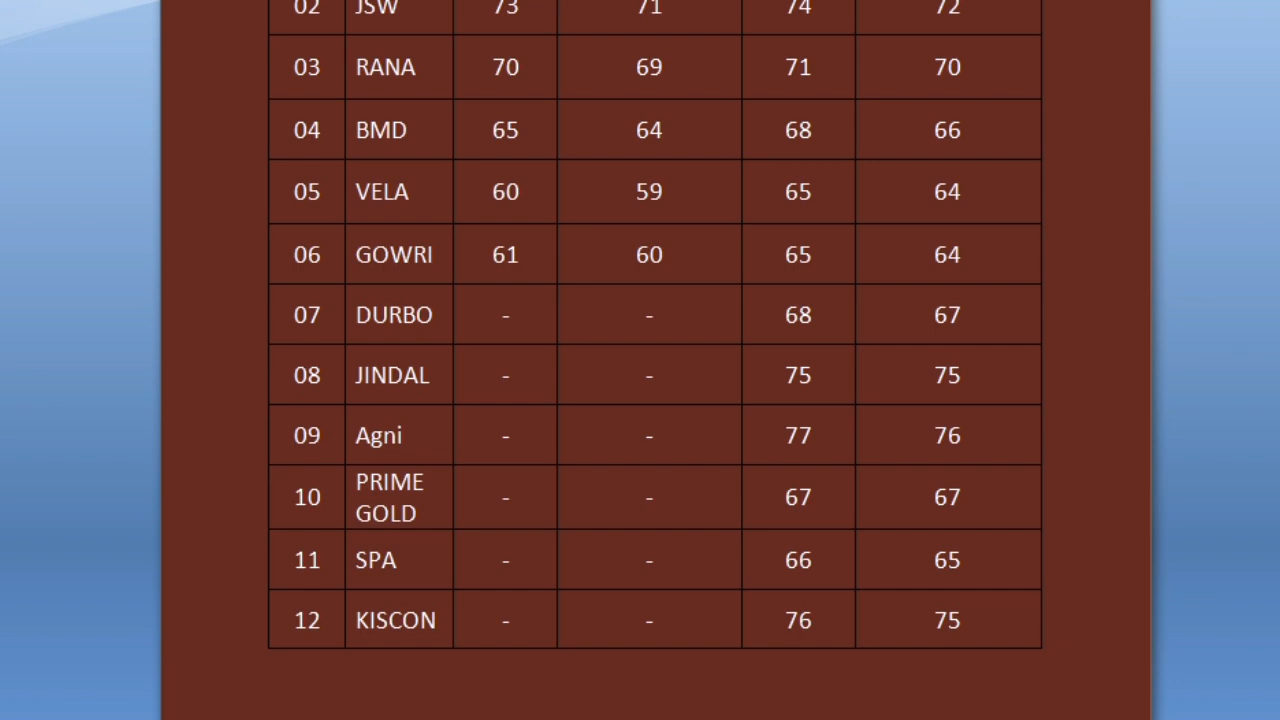 02 JSW 73 71 74 72
03 RANA 70 69 71 70
04 BMD 65 64 68 66
05 VELA 60 59 65 64
06 GOWRI 61 60 65 64
07 DURBO - - 68 67
08 JINDAL - - 75 75
09 Agni - - 77 76
10 PRIME GOLD - - 67 67
11 SPA - - 66 65
12 KISCON - - 76 75